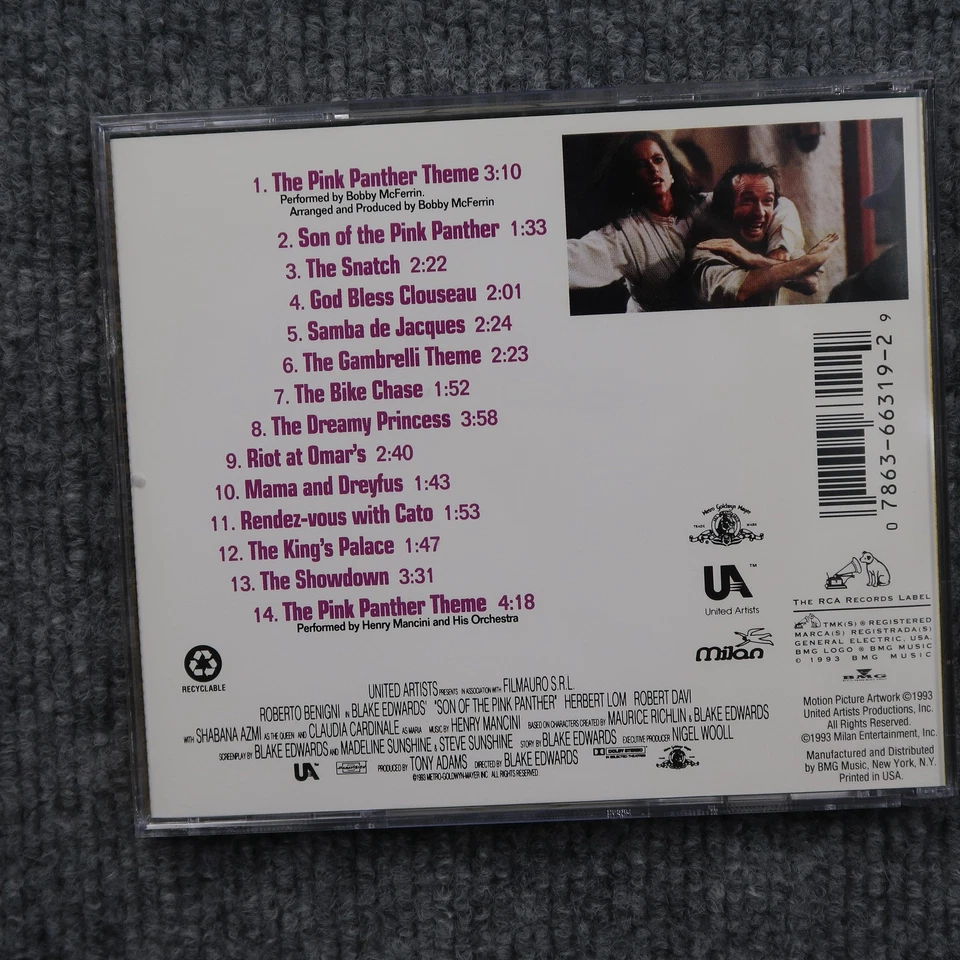 1. The Pink Panther Theme 3:10
Performed by Bobby McFerrin.
Arranged and Produced by Bobby McFerrin
2. Son of the Pink Panther 1:33
3. The Snatch 2:22
4. God Bless Clouseau 2:01
5. Samba de Jacques 2:24
6. The Gambrelli Theme 2:23
7. The Bike Chase 1:52
8. The Dreamy Princess 3:58
9. Riot at Omar's 2:40
10. Mama and Dreyfus 1:43
11. Rendez-vous with Cato 1:53
12. The King's Palace 1:47
13. The Showdown 3:31
14. The Pink Panther Theme 4:18
Performed by Henry Mancini and His Orchestra
RECYCLABLE
0 7863-66319-2 9
Metro Goldwyn Mayer
TRADE MARK
UA™
United Artists
milan
THE RCA RECORDS LABEL
TMK(S) ® REGISTERED
MARCA(S) REGISTRADA(S)
GENERAL ELECTRIC, USA.
BMG LOGO ® BMG MUSIC
© 1993 BMG MUSIC
BMG
Motion Picture Artwork ©1993
United Artists Productions, Inc.
All Rights Reserved.
©1993 Milan Entertainment, Inc.
Manufactured and Distributed
by BMG Music, New York, N.Y.
Printed in USA.
UNITED ARTISTS PRESENTS IN ASSOCIATION WITH FILMAURO S.R.L.
ROBERTO BENIGNI IN BLAKE EDWARDS' "SON OF THE PINK PANTHER" HERBERT LOM ROBERT DAVI
WITH SHABANA AZMI AS THE QUEEN AND CLAUDIA CARDINALE AS MARIA MUSIC BY HENRY MANCINI BASED ON CHARACTERS CREATED BY MAURICE RICHLIN & BLAKE EDWARDS
SCREENPLAY BY BLAKE EDWARDS AND MADELINE SUNSHINE & STEVE SUNSHINE STORY BY BLAKE EDWARDS EXECUTIVE PRODUCER NIGEL WOOLL
UA PRODUCED BY TONY ADAMS DIRECTED BY BLAKE EDWARDS DOLBY STEREO
©1993 METRO-GOLDWYN-MAYER INC. ALL RIGHTS RESERVED.